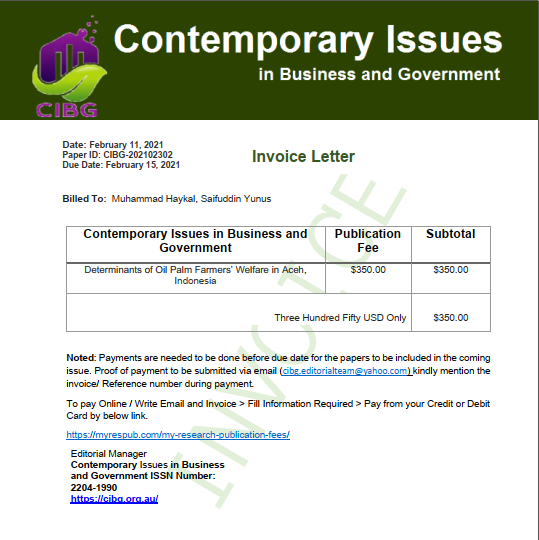 Contemporary Issues
in Business and Government
CIBG
Date: February 11, 2021
Paper ID: CIBG-202102302
Due Date: February 15, 2021
Invoice Letter
Billed To: Muhammad Haykal, Saifuddin Yunus
Contemporary Issues in Business and Government
Publication Fee
Subtotal
Determinants of Oil Palm Farmers' Welfare in Aceh, Indonesia
$350.00
$350.00
Three Hundred Fifty USD Only
$350.00
Noted: Payments are needed to be done before due date for the papers to be included in the coming
issue. Proof of payment to be submitted via email (cibg.editorialteam@yahoo.com) kindly mention the
invoice/ Reference number during payment.
To pay Online / Write Email and Invoice > Fill Information Required > Pay from your Credit or Debit
Card by below link.
https://myrespub.com/my-research-publication-fees/
Editorial Manager
Contemporary Issues in Business
and Government ISSN Number:
2204-1990
https://cibg.org.au/
INVOICE